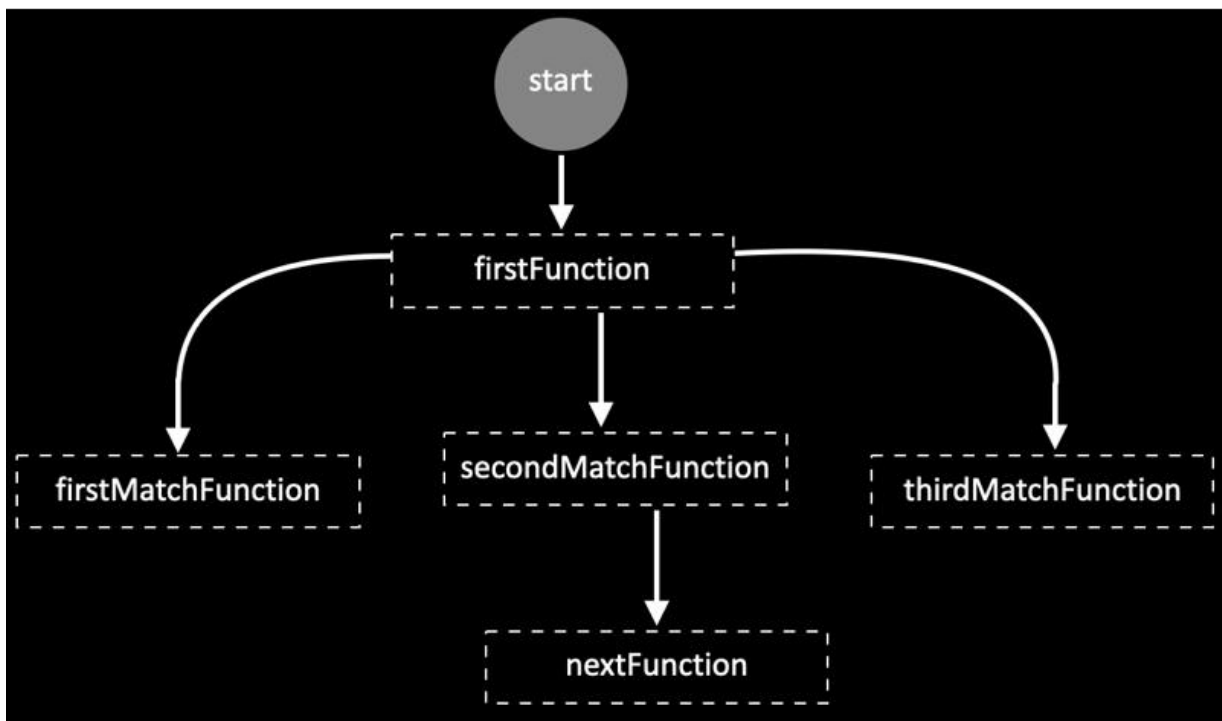 start
firstFunction
firstMatchFunction
secondMatchFunction
thirdMatchFunction
nextFunction